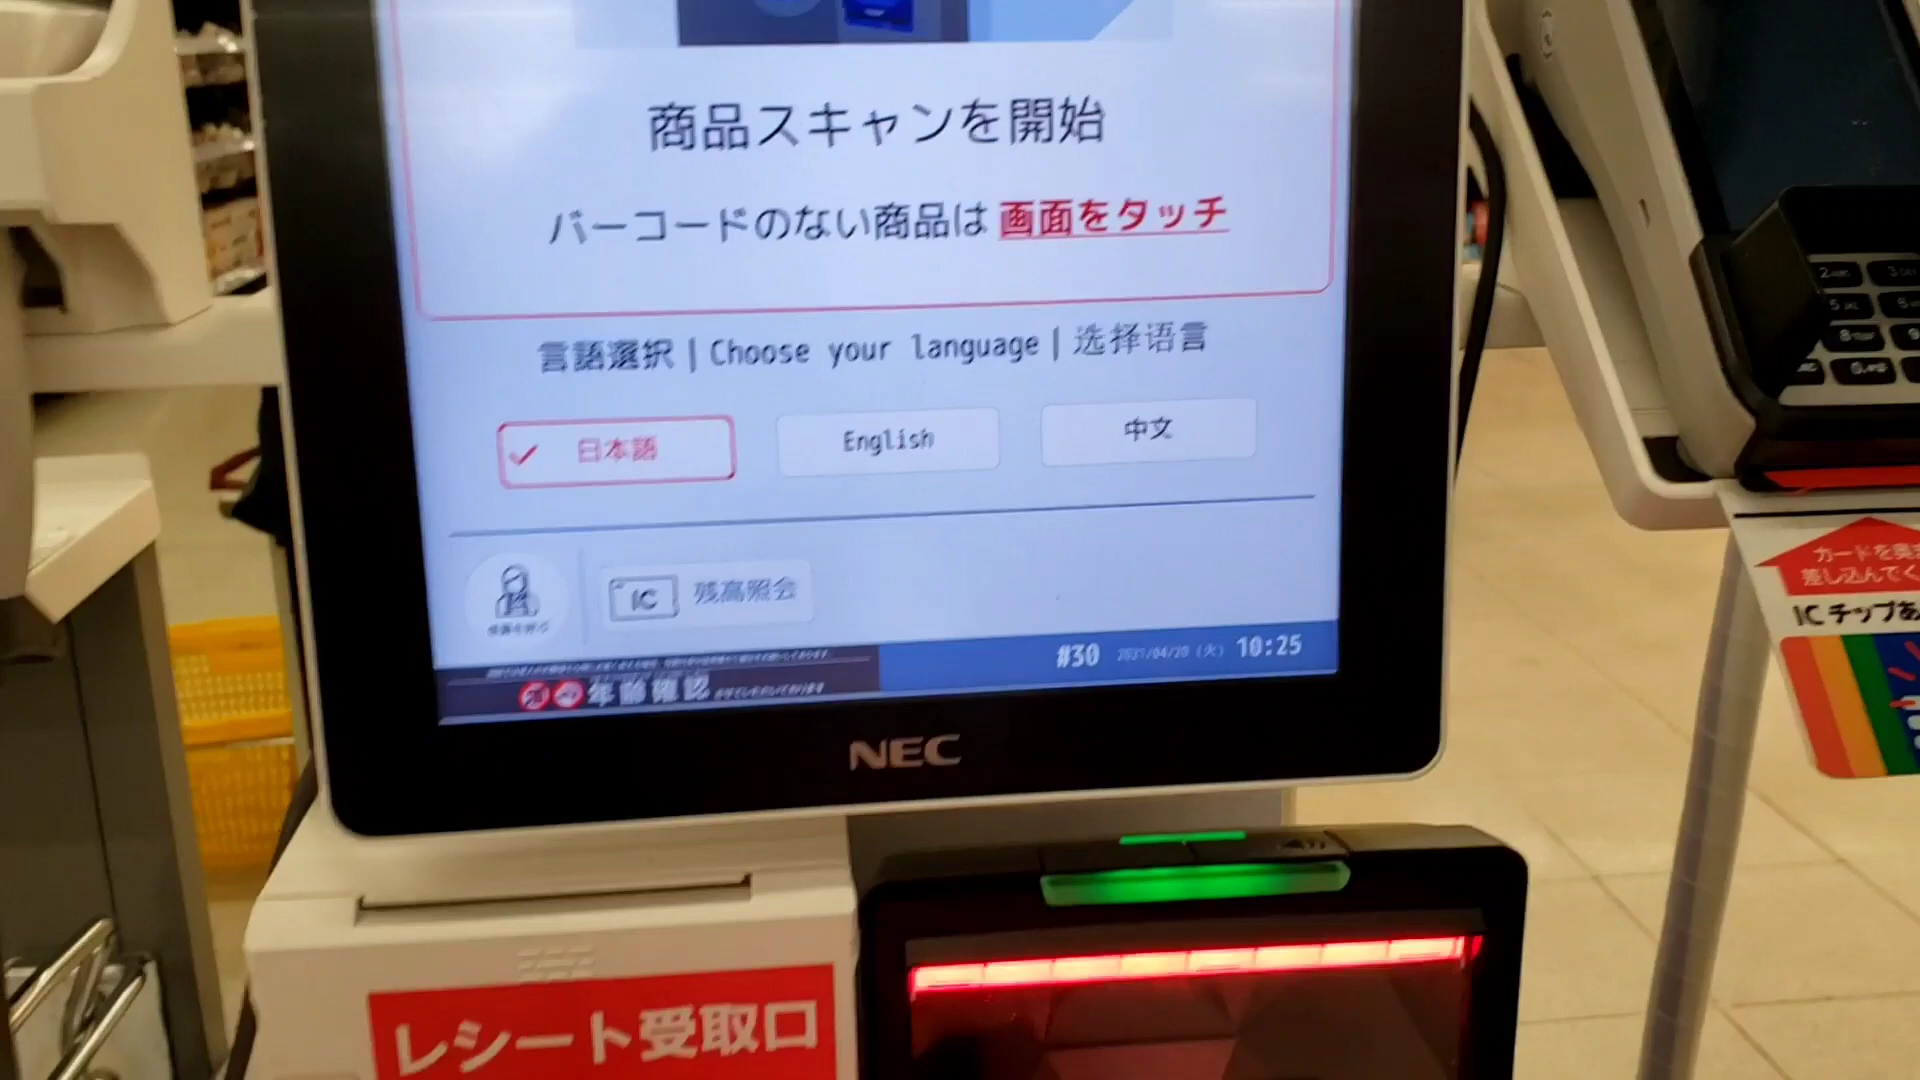 商品スキャンを開始
バーコードのない商品は 画面をタッチ
言語選択 | Choose your language | 选择语言
日本語
English
中文
IC 残高照会
#30 2021/04/20 (火) 10:25
年齢確認
NEC
レシート受取口
カードを奥
差し込んでく
ICチップ